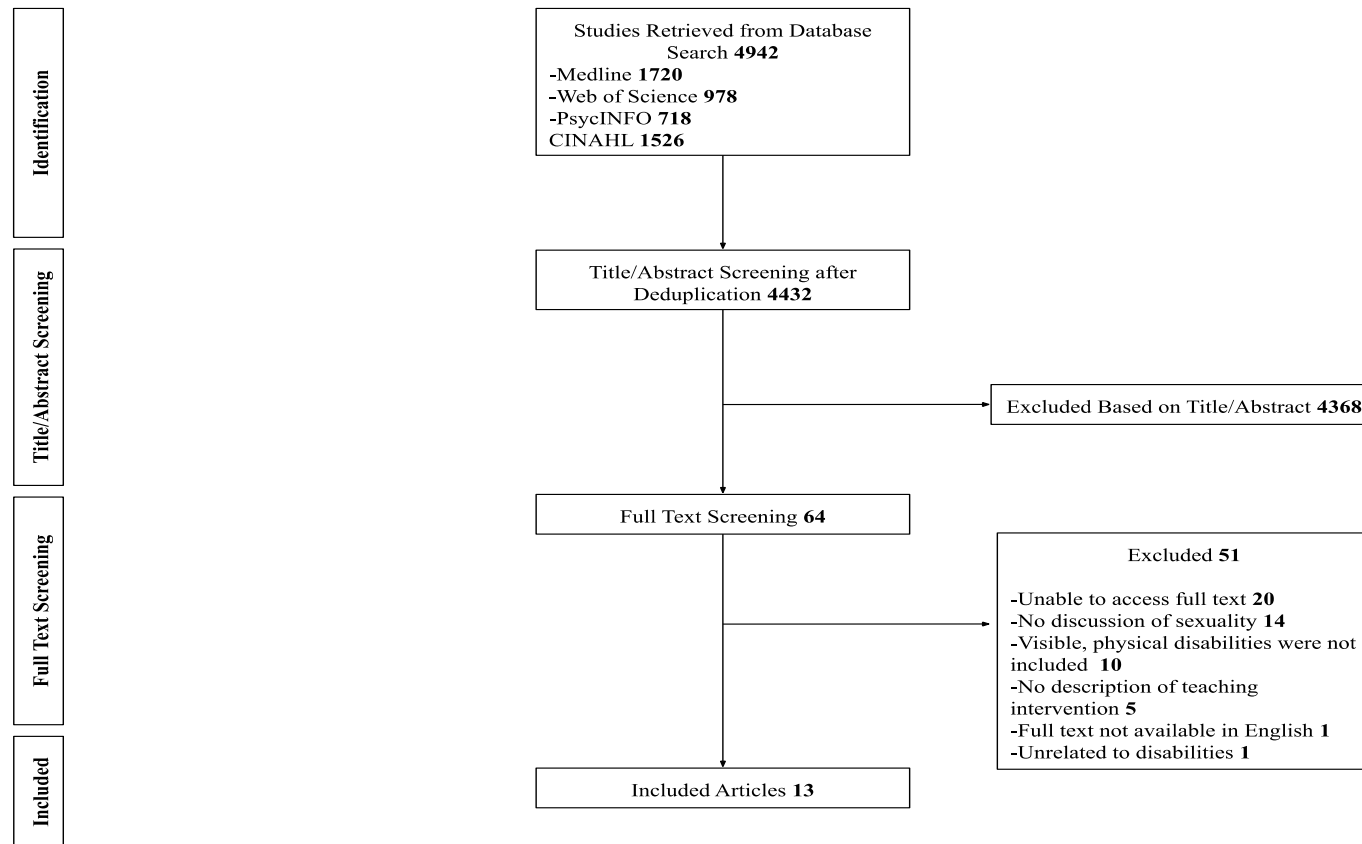 Identification
Studies Retrieved from Database
Search 4942
-Medline 1720
-Web of Science 978
-PsycINFO 718
CINAHL 1526
Title/Abstract Screening
Title/Abstract Screening after
Deduplication 4432
Excluded Based on Title/Abstract 4368
Full Text Screening
Full Text Screening 64
Excluded 51
-Unable to access full text 20
-No discussion of sexuality 14
-Visible, physical disabilities were not
included 10
-No description of teaching
intervention 5
-Full text not available in English 1
-Unrelated to disabilities 1
Included
Included Articles 13